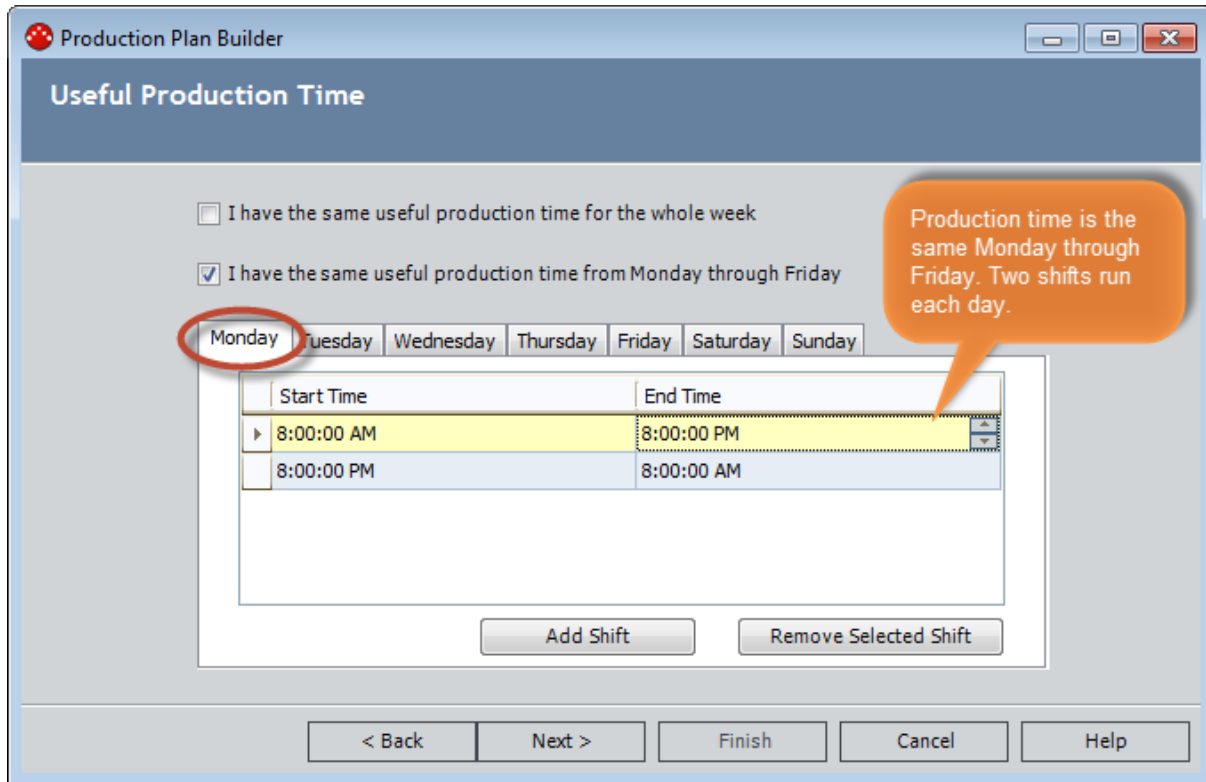 Production Plan Builder
Useful Production Time
I have the same useful production time for the whole week
I have the same useful production time from Monday through Friday
Production time is the
same Monday through
Friday. Two shifts run
each day.
Monday Tuesday Wednesday Thursday Friday Saturday Sunday
Start Time End Time
8:00:00 AM 8:00:00 PM
8:00:00 PM 8:00:00 AM
Add Shift Remove Selected Shift
< Back Next > Finish Cancel Help